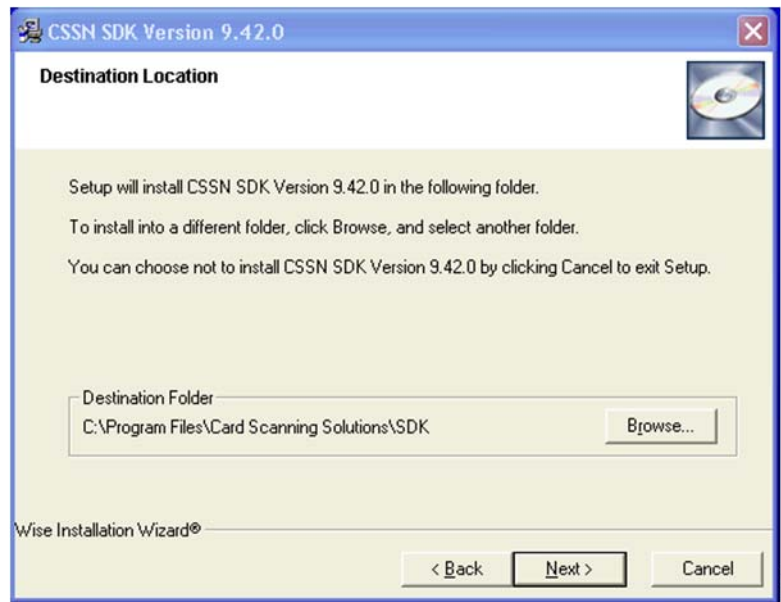 CSSN SDK Version 9.42.0
Destination Location
Setup will install CSSN SDK Version 9.42.0 in the following folder.
To install into a different folder, click Browse, and select another folder.
You can choose not to install CSSN SDK Version 9.42.0 by clicking Cancel to exit Setup.
Destination Folder
C:\Program Files\Card Scanning Solutions\SDK
Browse...
Wise Installation Wizard®
< Back
Next >
Cancel